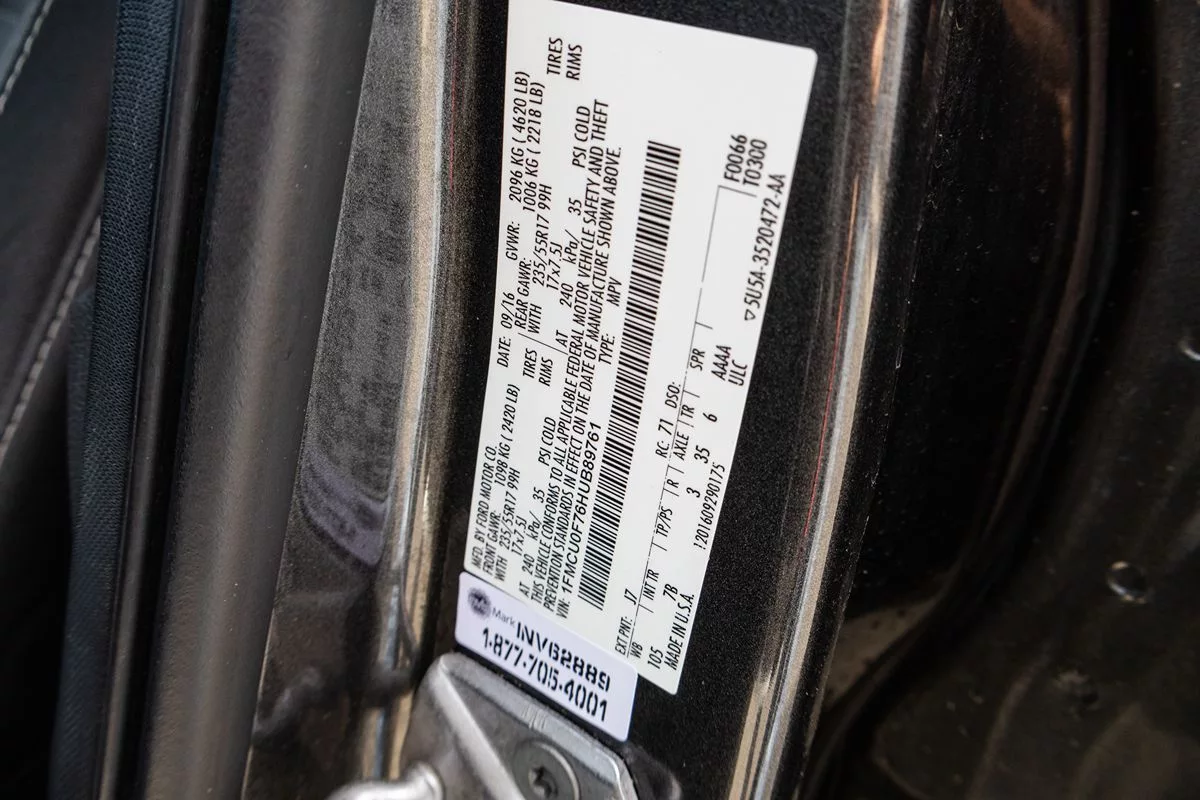 MFD. BY FORD MOTOR CO.
DATE: 09/16 GVWR: 2096 KG ( 4620 LB)
FRONT GAWR: 1098 KG ( 2420 LB)
REAR GAWR: 1006 KG ( 2218 LB)
WITH 235/55R17 99H TIRES
WITH 235/55R17 99H TIRES
17x7.5J RIMS
17x7.5J RIMS
AT 240 kPa/ 35 PSI COLD
AT 240 kPa/ 35 PSI COLD
THIS VEHICLE CONFORMS TO ALL APPLICABLE FEDERAL MOTOR VEHICLE SAFETY AND THEFT
PREVENTION STANDARDS IN EFFECT ON THE DATE OF MANUFACTURE SHOWN ABOVE.
VIN: 1FMCU0F76HUB89761 TYPE: MPV
EXT PNT: J7 RC: 71 DSO: F0066
WB INT TR TP/PS R AXLE TR SPR T0300
105 7B 3 35 6 AAAA
ULC
MADE IN U.S.A. 1201609290175 ▽5U5A-3520472-AA
Mark
INV62889
1-877-705-4001